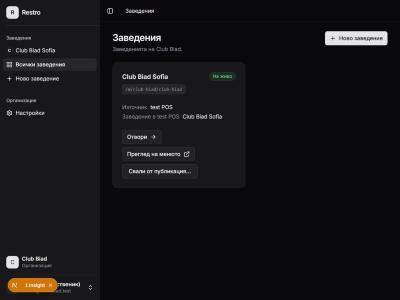 R Restro
Заведения
Заведения
C Club Biad Sofia
Всички заведения
Ново заведение
Организация
Настройки
Заведения
Заведенията на Club Biad.
Ново заведение
Club Biad Sofia
На живо
/m/club-biad/club-biad
Източник test POS
Заведение в test POS Club Biad Sofia
Отвори
Преглед на менюто
Свали от публикация...
C Club Biad
Организация
1 Insight